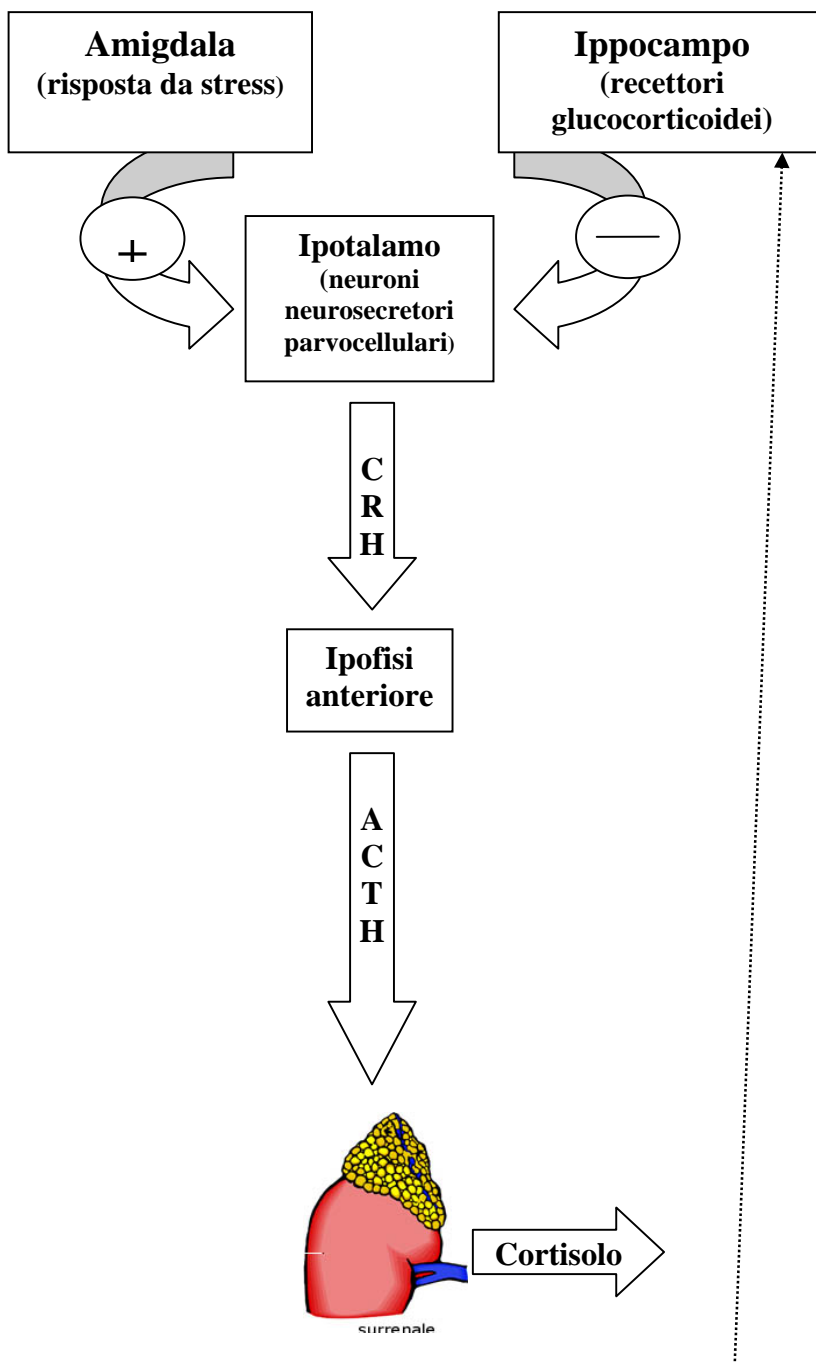 Amigdala
(risposta da stress)
Ippocampo
(recettori
glucocorticoidei)
+
—
Ipotalamo
(neuroni
neurosecretori
parvocellulari)
C
R
H
Ipofisi
anteriore
A
C
T
H
Cortisolo
surrenale